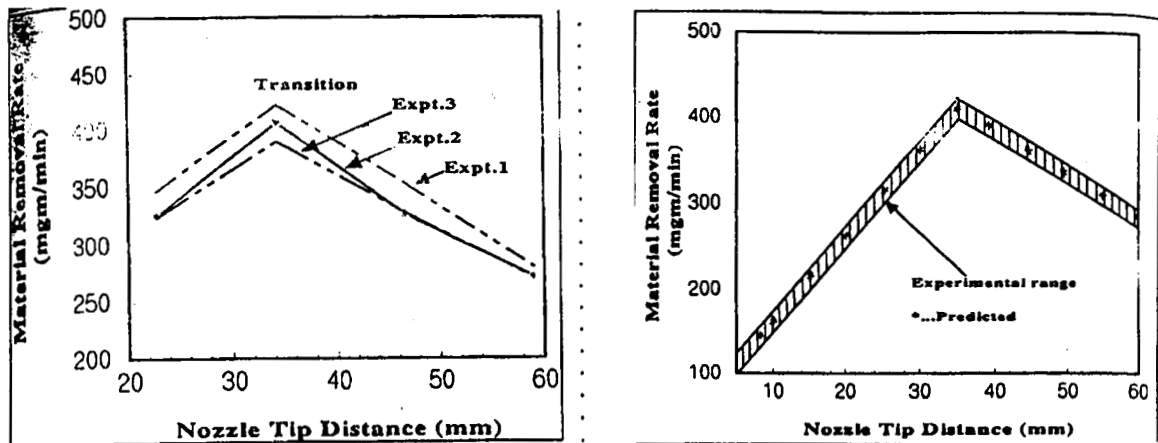 500
450
400
350
300
250
200
20
30
40
50
60
Material Removal Rate
(mgm/min)
Transition
Expt.3
Expt.2
Expt.1
Nozzle Tip Distance (mm)
500
400
300
200
100
10
20
30
40
50
60
Material Removal Rate
(mgm/min)
Experimental range
*...Predicted
Nozzle Tip Distance (mm)